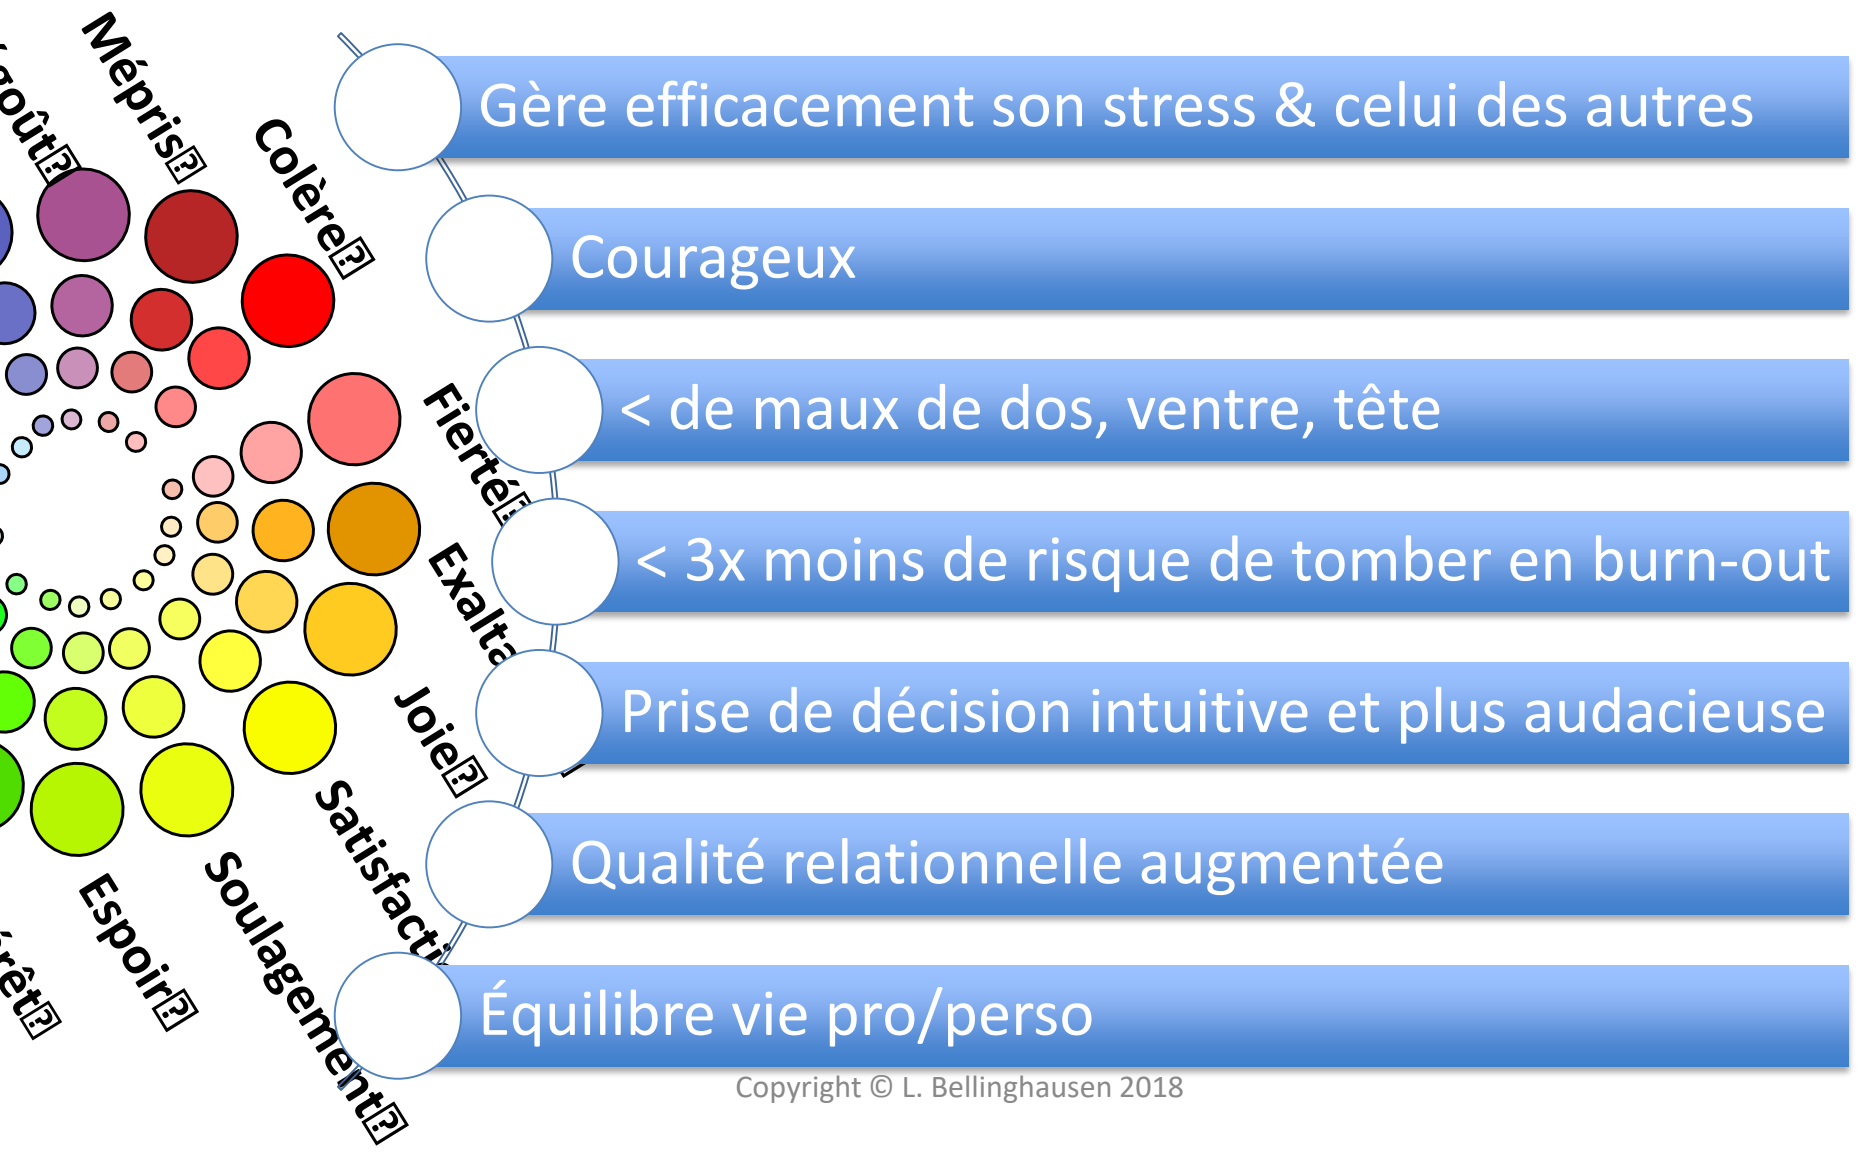 Mépris
Colère
Fierté
Joie
Soulagement
Espoir
Gère efficacement son stress & celui des autres
Courageux
< de maux de dos, ventre, tête
< 3x moins de risque de tomber en burn-out
Prise de décision intuitive et plus audacieuse
Qualité relationnelle augmentée
Équilibre vie pro/perso
Copyright © L. Bellinghausen 2018